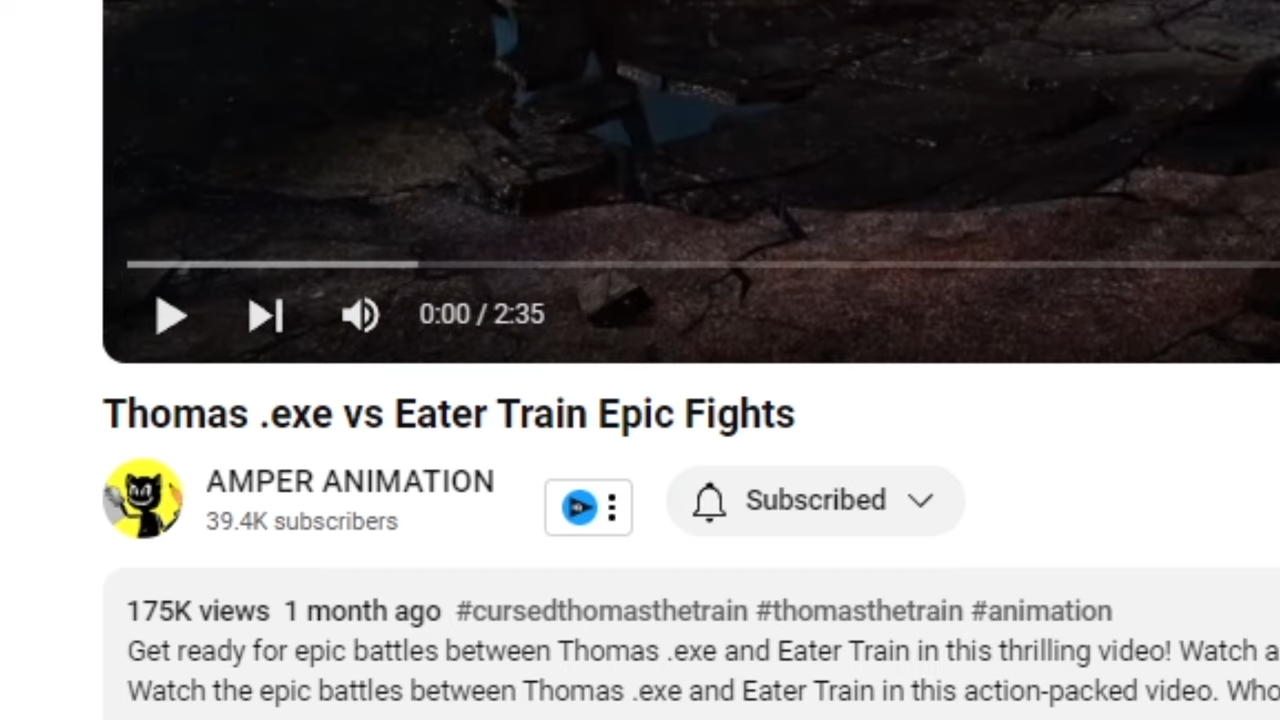 0:00 / 2:35
Thomas .exe vs Eater Train Epic Fights
AMPER ANIMATION
39.4K subscribers
Subscribed
175K views 1 month ago #cursedthomasthetrain #thomasthetrain #animation
Get ready for epic battles between Thomas .exe and Eater Train in this thrilling video! Watch a
Watch the epic battles between Thomas .exe and Eater Train in this action-packed video. Who